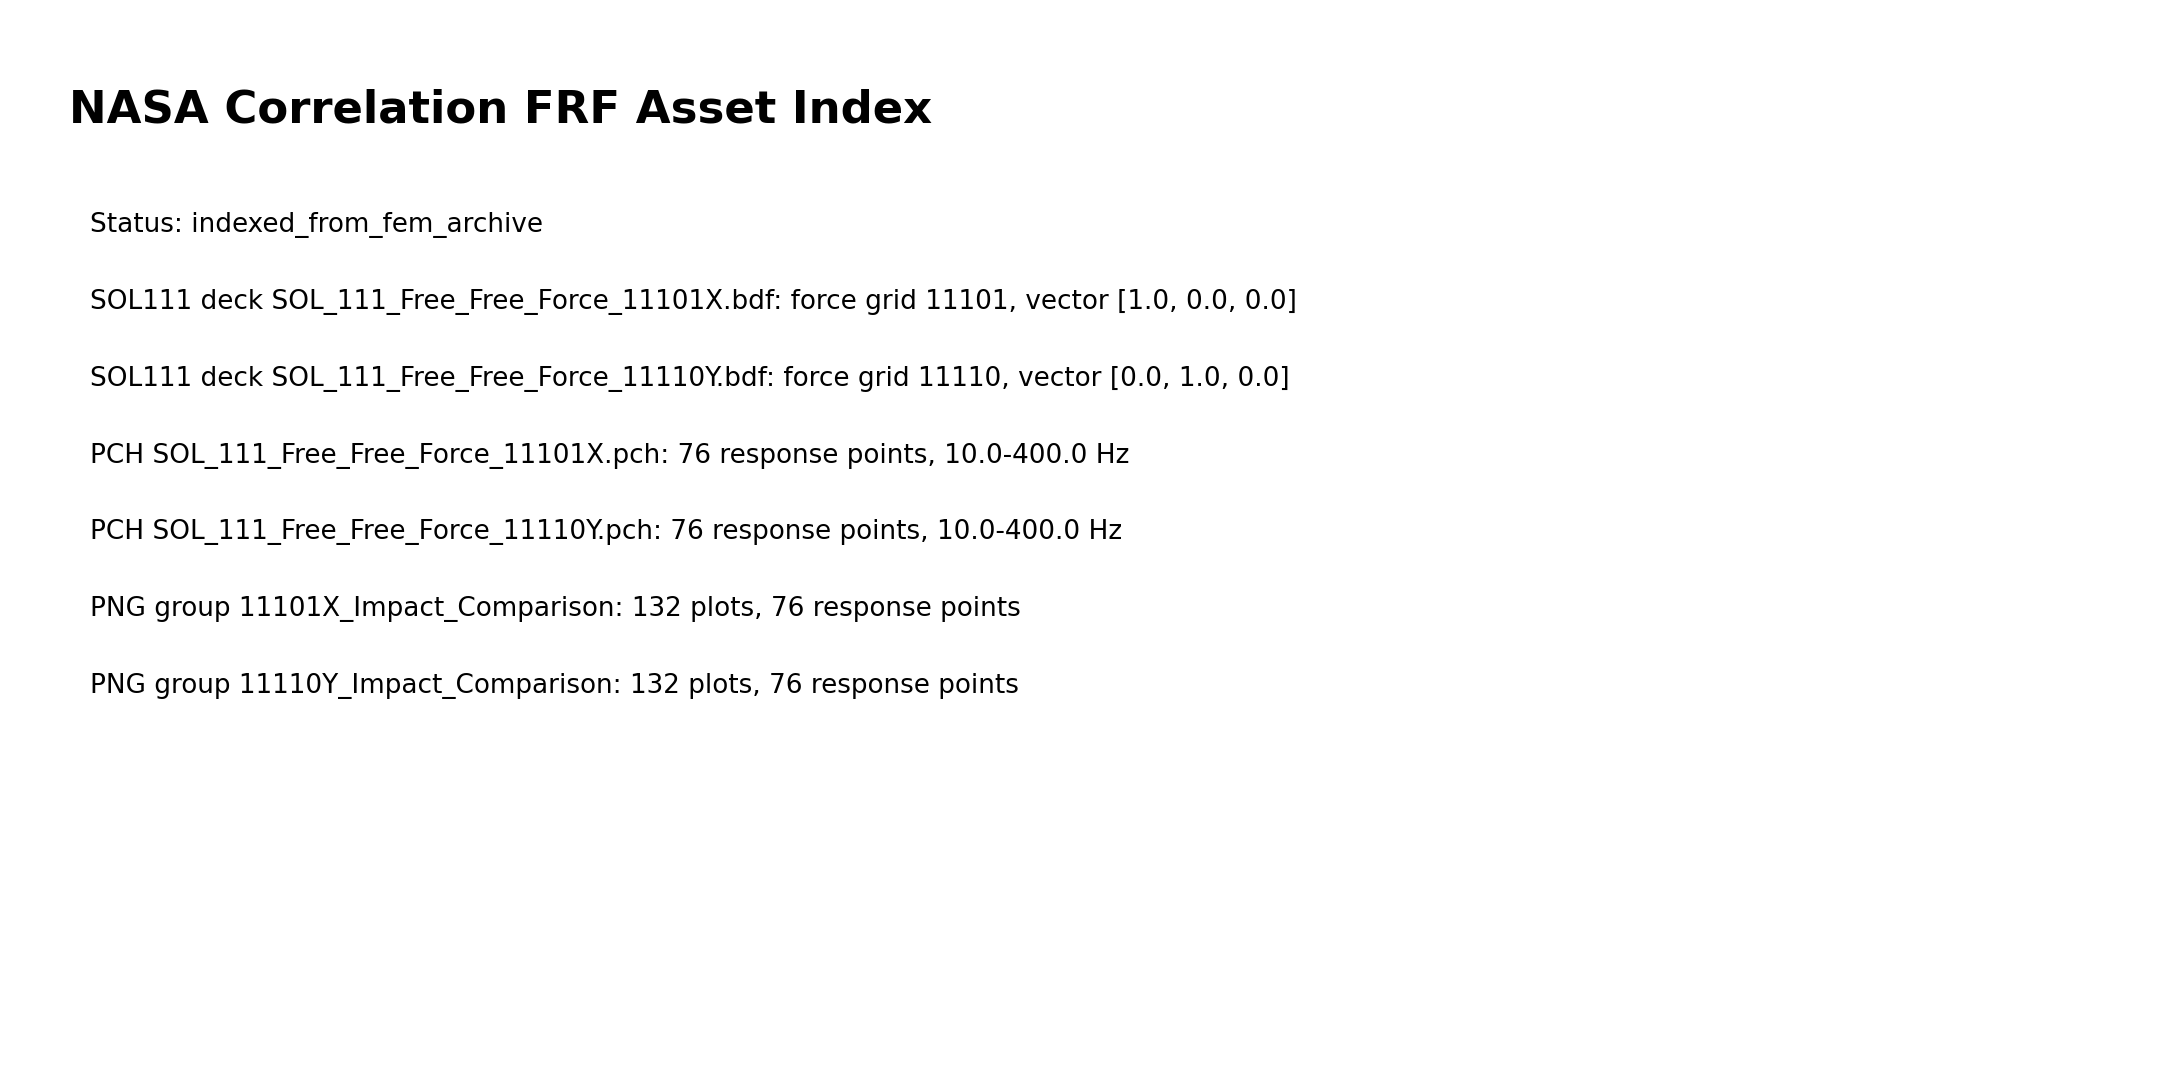 NASA Correlation FRF Asset Index
Status: indexed_from_fem_archive
SOL111 deck SOL_111_Free_Free_Force_11101X.bdf: force grid 11101, vector [1.0, 0.0, 0.0]
SOL111 deck SOL_111_Free_Free_Force_11110Y.bdf: force grid 11110, vector [0.0, 1.0, 0.0]
PCH SOL_111_Free_Free_Force_11101X.pch: 76 response points, 10.0-400.0 Hz
PCH SOL_111_Free_Free_Force_11110Y.pch: 76 response points, 10.0-400.0 Hz
PNG group 11101X_Impact_Comparison: 132 plots, 76 response points
PNG group 11110Y_Impact_Comparison: 132 plots, 76 response points